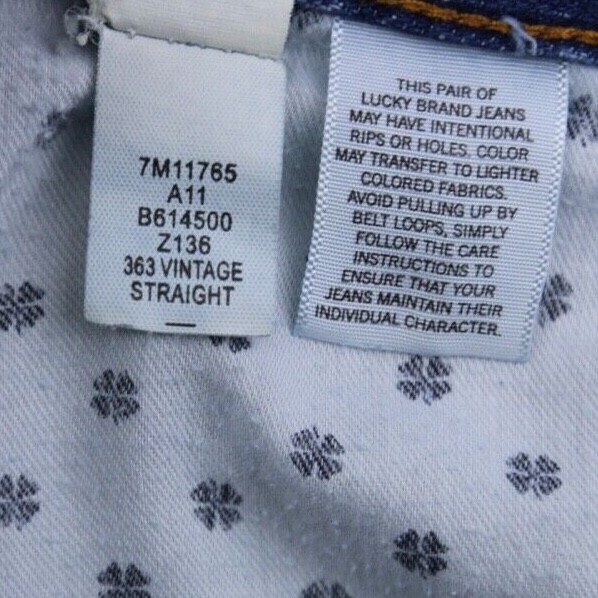 7M11765
A11
B614500
Z136
363 VINTAGE
STRAIGHT
THIS PAIR OF
LUCKY BRAND JEANS
MAY HAVE INTENTIONAL
RIPS OR HOLES. COLOR
MAY TRANSFER TO LIGHTER
COLORED FABRICS.
AVOID PULLING UP BY
BELT LOOPS, SIMPLY
FOLLOW THE CARE
INSTRUCTIONS TO
ENSURE THAT YOUR
JEANS MAINTAIN THEIR
INDIVIDUAL CHARACTER.